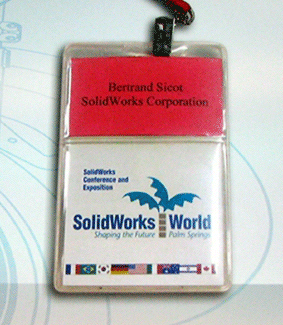 Bertrand Sicot
SolidWorks Corporation
SolidWorks
Conference and
Exposition
SolidWorks World
Shaping the Future Palm Springs